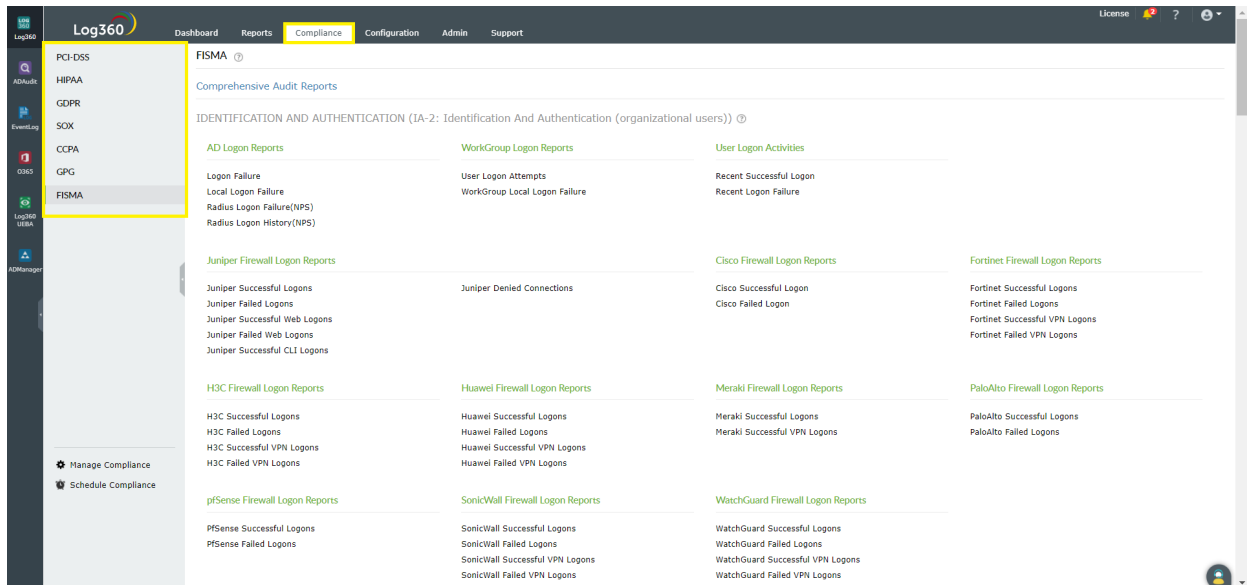 License 2 ?
LOG 360
Log360
Log360
Dashboard Reports Compliance Configuration Admin Support
ADAudit
EventLog
O365
Log360 UEBA
ADManager
PCI-DSS
HIPAA
GDPR
SOX
CCPA
GPG
FISMA
Manage Compliance
Schedule Compliance
FISMA ?
Comprehensive Audit Reports
IDENTIFICATION AND AUTHENTICATION (IA-2: Identification And Authentication (organizational users)) ?
AD Logon Reports
Logon Failure
Local Logon Failure
Radius Logon Failure(NPS)
Radius Logon History(NPS)
WorkGroup Logon Reports
User Logon Attempts
WorkGroup Local Logon Failure
User Logon Activities
Recent Successful Logon
Recent Logon Failure
Juniper Firewall Logon Reports
Juniper Successful Logons
Juniper Failed Logons
Juniper Successful Web Logons
Juniper Failed Web Logons
Juniper Successful CLI Logons
Juniper Denied Connections
Cisco Firewall Logon Reports
Cisco Successful Logon
Cisco Failed Logon
Fortinet Firewall Logon Reports
Fortinet Successful Logons
Fortinet Failed Logons
Fortinet Successful VPN Logons
Fortinet Failed VPN Logons
H3C Firewall Logon Reports
H3C Successful Logons
H3C Failed Logons
H3C Successful VPN Logons
H3C Failed VPN Logons
Huawei Firewall Logon Reports
Huawei Successful Logons
Huawei Failed Logons
Huawei Successful VPN Logons
Huawei Failed VPN Logons
Meraki Firewall Logon Reports
Meraki Successful Logons
Meraki Successful VPN Logons
PaloAlto Firewall Logon Reports
PaloAlto Successful Logons
PaloAlto Failed Logons
pfSense Firewall Logon Reports
PfSense Successful Logons
PfSense Failed Logons
SonicWall Firewall Logon Reports
SonicWall Successful Logons
SonicWall Failed Logons
SonicWall Successful VPN Logons
SonicWall Failed VPN Logons
WatchGuard Firewall Logon Reports
WatchGuard Successful Logons
WatchGuard Failed Logons
WatchGuard Successful VPN Logons
WatchGuard Failed VPN Logons